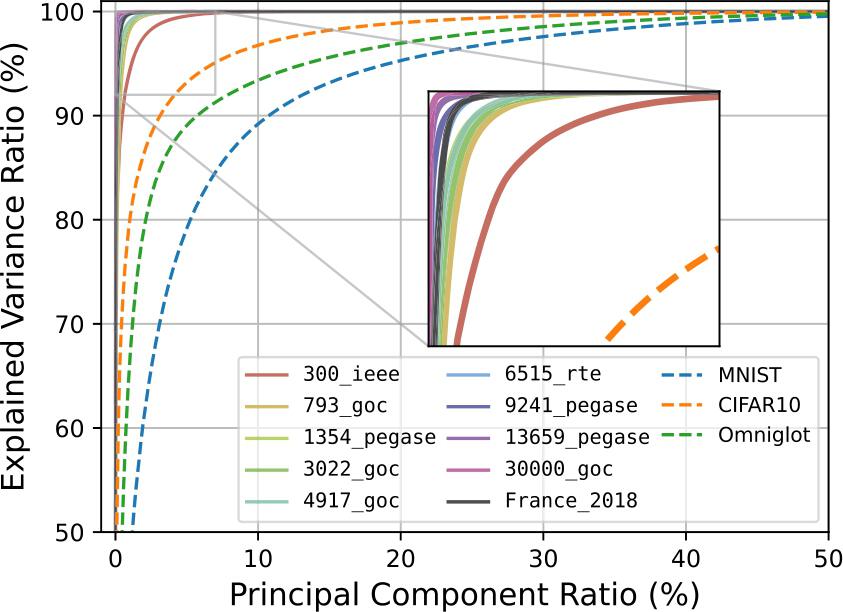 Explained Variance Ratio (%)
100
90
80
70
60
50
300_ieee
793_goc
1354_pegase
3022_goc
4917_goc
6515_rte
9241_pegase
13659_pegase
30000_goc
France_2018
MNIST
CIFAR10
Omniglot
0
10
20
30
40
50
Principal Component Ratio (%)